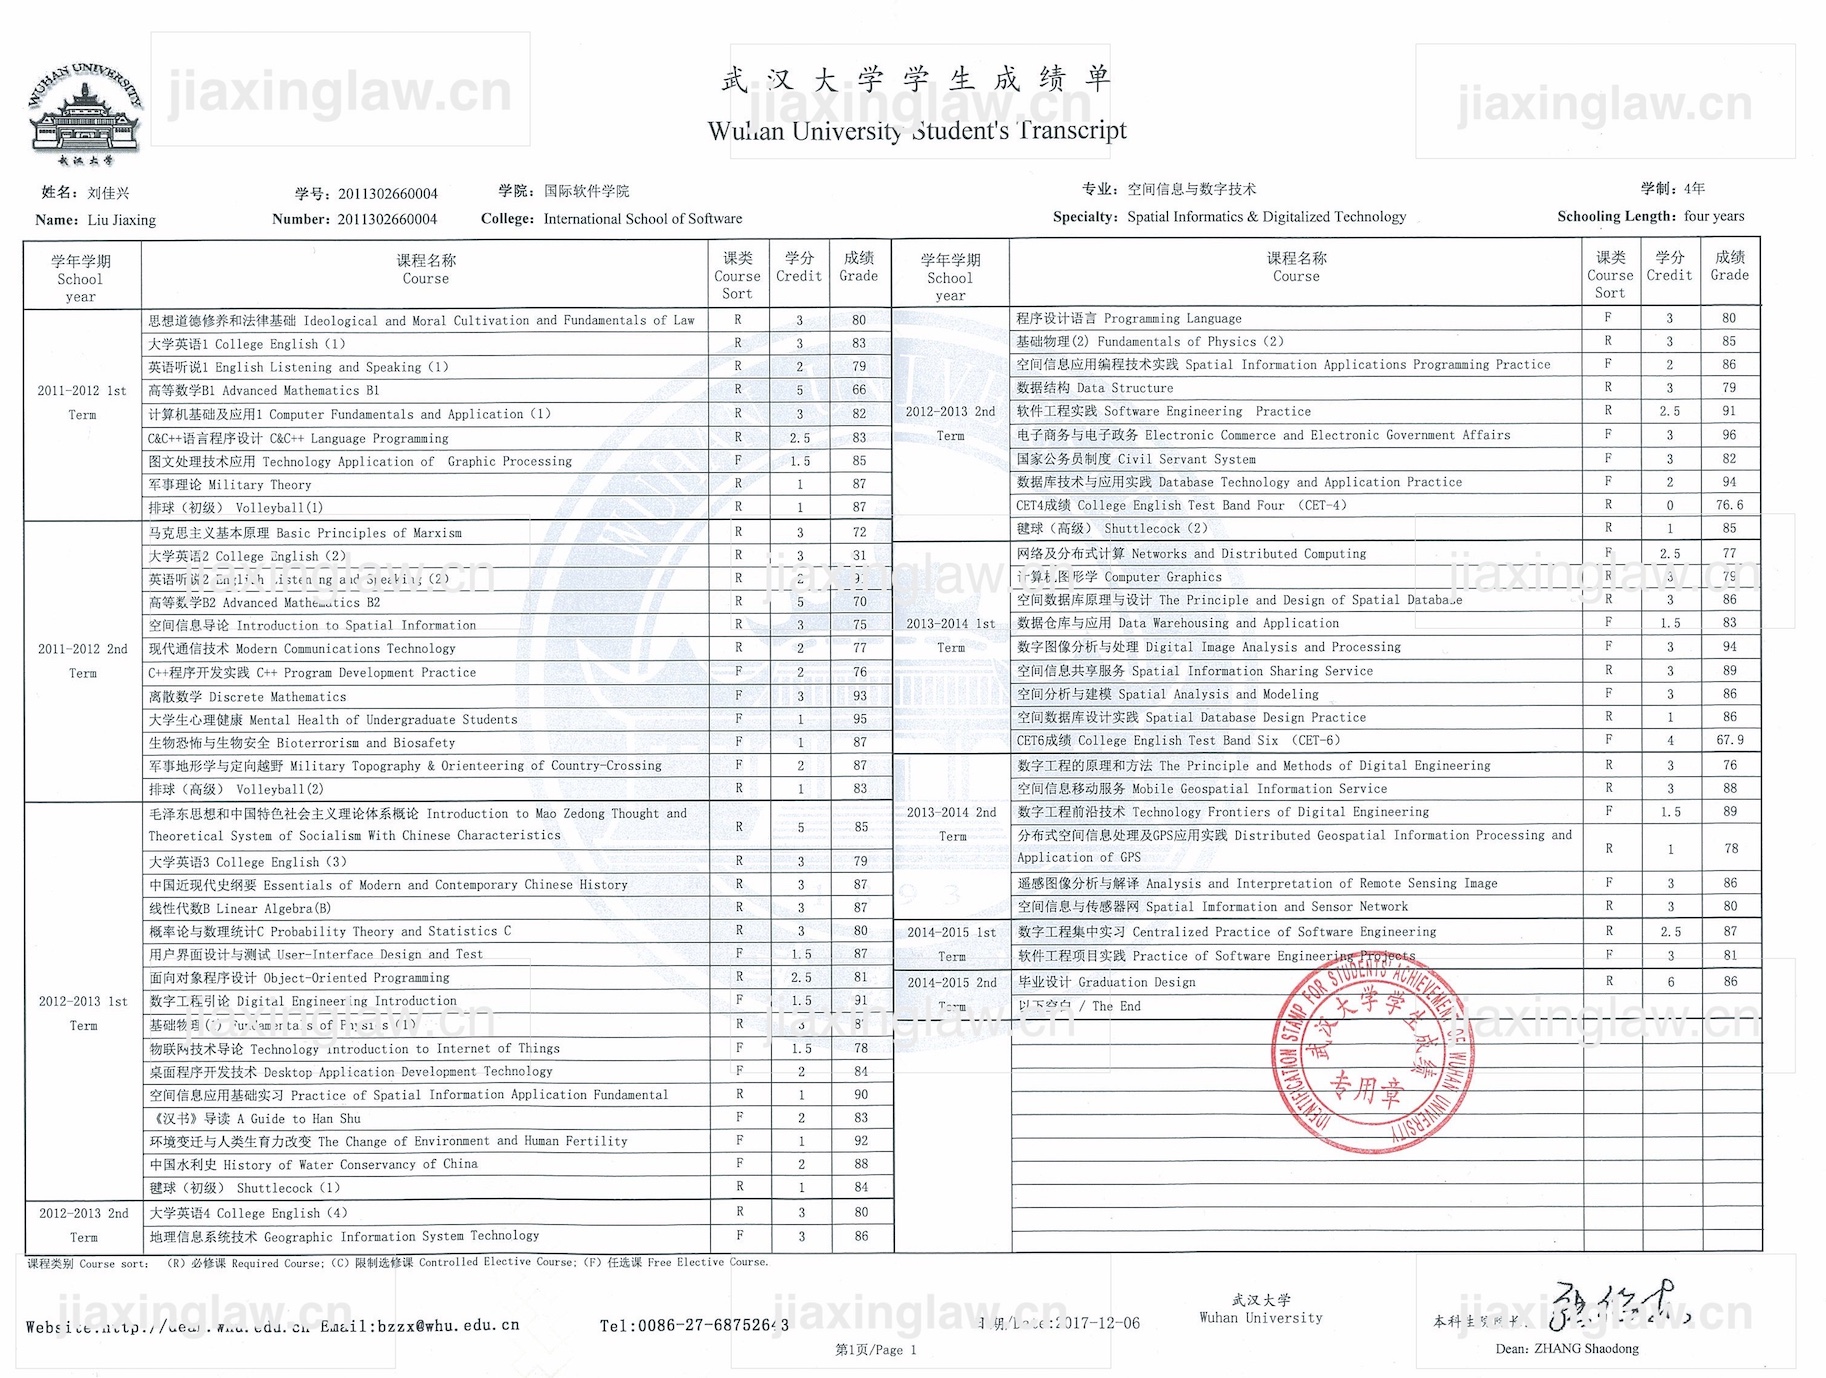 WUHAN UNIVERSITY
武汉大学
jiaxinglaw.cn
jiaxinglaw.cn
jiaxinglaw.cn
武汉大学学生成绩单
Wuhan University Student's Transcript
姓名：刘佳兴 学号：2011302660004 学院：国际软件学院 专业：空间信息与数字技术 学制：4年
Name: Liu Jiaxing Number: 2011302660004 College: International School of Software Specialty: Spatial Informatics & Digitalized Technology Schooling Length: four years
学年学期 School year 课程名称 Course 课类 Course Sort 学分 Credit 成绩 Grade
2011-2012 1st Term
思想道德修养和法律基础 Ideological and Moral Cultivation and Fundamentals of Law R 3 80
大学英语1 College English (1) R 3 83
英语听说1 English Listening and Speaking (1) R 2 79
高等数学B1 Advanced Mathematics B1 R 5 66
计算机基础及应用1 Computer Fundamentals and Application (1) R 3 82
C&C++语言程序设计 C&C++ Language Programming R 2.5 83
图文处理技术应用 Technology Application of Graphic Processing F 1.5 85
军事理论 Military Theory R 1 87
排球（初级） Volleyball(1) R 1 87
2011-2012 2nd Term
马克思主义基本原理 Basic Principles of Marxism R 3 72
大学英语2 College English (2) R 3
英语听说2 English Listening and Speaking (2) R 2
高等数学B2 Advanced Mathematics B2 R 5 70
空间信息导论 Introduction to Spatial Information R 3 75
现代通信技术 Modern Communications Technology R 2 77
C++程序开发实践 C++ Program Development Practice F 2 76
离散数学 Discrete Mathematics F 3 93
大学生心理健康 Mental Health of Undergraduate Students F 1 95
生物恐怖与生物安全 Bioterrorism and Biosafety F 1 87
军事地形学与定向越野 Military Topography & Orienteering of Country-Crossing F 2 87
排球（高级） Volleyball(2) R 1 83
2012-2013 1st Term
毛泽东思想和中国特色社会主义理论体系概论 Introduction to Mao Zedong Thought and
Theoretical System of Socialism With Chinese Characteristics R 5 85
大学英语3 College English (3) R 3 79
中国近现代史纲要 Essentials of Modern and Contemporary Chinese History R 3 87
线性代数B Linear Algebra(B) R 3 87
概率论与数理统计C Probability Theory and Statistics C R 3 80
用户界面设计与测试 User-Interface Design and Test F 1.5 87
面向对象程序设计 Object-Oriented Programming R 2.5 81
数字工程引论 Digital Engineering Introduction F 1.5 91
基础物理(1) Fundamentals of Physics (1) R 3
物联网技术导论 Technology Introduction to Internet of Things F 1.5 78
桌面程序开发技术 Desktop Application Development Technology F 2 84
空间信息应用基础实习 Practice of Spatial Information Application Fundamental R 1 90
《汉书》导读 A Guide to Han Shu F 2 83
环境变迁与人类生育力改变 The Change of Environment and Human Fertility F 1 92
中国水利史 History of Water Conservancy of China F 2 88
毽球（初级） Shuttlecock (1) R 1 84
2012-2013 2nd Term
大学英语4 College English (4) R 3 80
地理信息系统技术 Geographic Information System Technology F 3 86
学年学期 School year 课程名称 Course 课类 Course Sort 学分 Credit 成绩 Grade
2012-2013 2nd Term
程序设计语言 Programming Language F 3 80
基础物理(2) Fundamentals of Physics (2) R 3 85
空间信息应用编程技术实践 Spatial Information Applications Programming Practice F 2 86
数据结构 Data Structure R 3 79
软件工程实践 Software Engineering Practice R 2.5 91
电子商务与电子政务 Electronic Commerce and Electronic Government Affairs F 3 96
国家公务员制度 Civil Servant System F 3 82
数据库技术与应用实践 Database Technology and Application Practice F 2 94
CET4成绩 College English Test Band Four （CET-4） R 0 76.6
毽球（高级） Shuttlecock (2) R 1 85
2013-2014 1st Term
网络及分布式计算 Networks and Distributed Computing F 2.5 77
计算机图形学 Computer Graphics R 3 79
空间数据库原理与设计 The Principle and Design of Spatial Database R 3 86
数据仓库与应用 Data Warehousing and Application F 1.5 83
数字图像分析与处理 Digital Image Analysis and Processing F 3 94
空间信息共享服务 Spatial Information Sharing Service R 3 89
空间分析与建模 Spatial Analysis and Modeling F 3 86
空间数据库设计实践 Spatial Database Design Practice R 1 86
CET6成绩 College English Test Band Six （CET-6） F 4 67.9
2013-2014 2nd Term
数字工程的原理和方法 The Principle and Methods of Digital Engineering R 3 76
空间信息移动服务 Mobile Geospatial Information Service R 3 88
数字工程前沿技术 Technology Frontiers of Digital Engineering F 1.5 89
分布式空间信息处理及GPS应用实践 Distributed Geospatial Information Processing and
Application of GPS R 1 78
遥感图像分析与解译 Analysis and Interpretation of Remote Sensing Image F 3 86
空间信息与传感器网 Spatial Imformation and Sensor Network R 3 80
2014-2015 1st Term
数字工程集中实习 Centralized Practice of Software Engineering R 2.5 87
软件工程项目实践 Practice of Software Engineering Projects F 3 81
2014-2015 2nd Term
毕业设计 Graduation Design R 6 86
以下空白 / The End
WUHAN UNIVERSITY
1893
jiaxinglaw.cn
jiaxinglaw.cn
jiaxinglaw.cn
jiaxinglaw.cn
jiaxinglaw.cn
jiaxinglaw.cn
IDENTIFICATION STAMP FOR STUDENTS' ACHIEVEMENT OF WUHAN UNIVERSITY
武汉大学学生成绩
专用章
课程类别 Course sort: (R) 必修课 Required Course; (C) 限制选修课 Controlled Elective Course; (F) 任选课 Free Elective Course.
Email:bzzx@whu.edu.cn Tel:0086-27-68752643 日期/Date:2017-12-06
武汉大学
Wuhan University
本科生院院长：
Dean: ZHANG Shaodong
第1页/Page 1
jiaxinglaw.cn
jiaxinglaw.cn
jiaxinglaw.cn